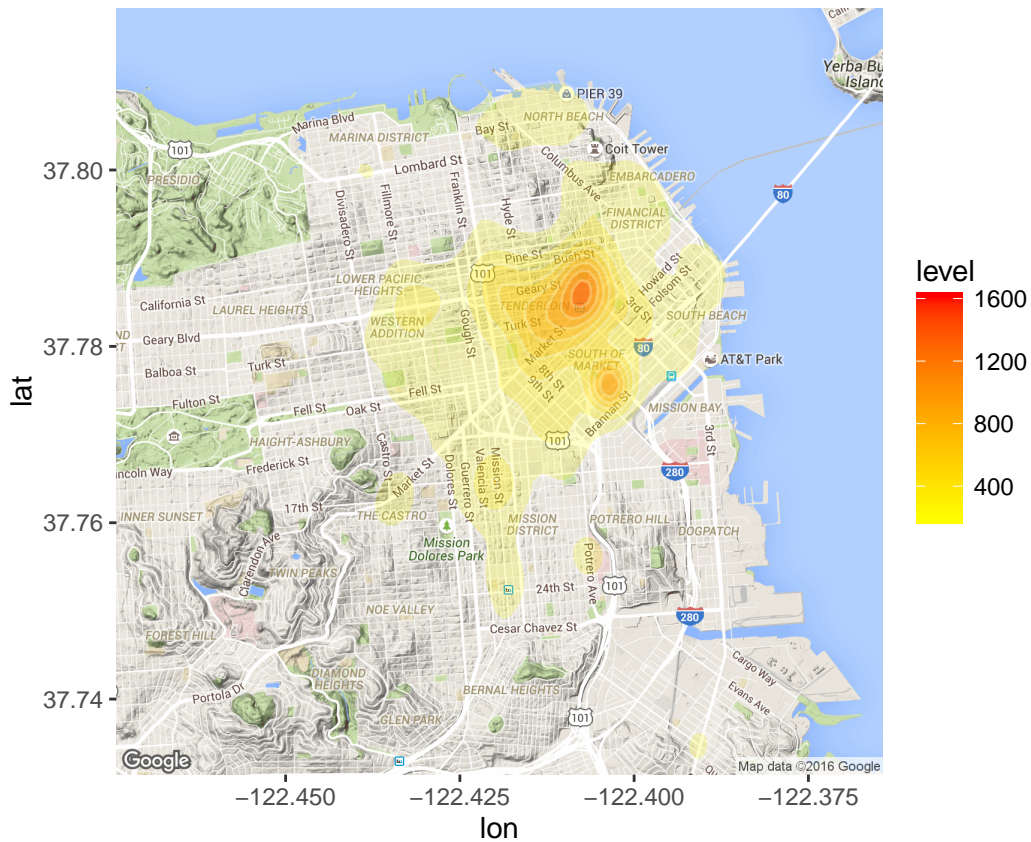 Yerba Bu
Island
PIER 39
NORTH BEACH
Bay St
Marina Blvd
MARINA DISTRICT
Coit Tower
101
Lombard St
Columbus Ave
EMBARCADERO
PRESIDIO
Divisadero St
Fillmore St
Franklin St
Hyde St
80
FINANCIAL
DISTRICT
Pine St
Bush St
101
Howard St
Folsom St
LOWER PACIFIC
HEIGHTS
Geary St
TENDERLOIN
California St
LAUREL HEIGHTS
WESTERN
ADDITION
Gough St
Turk St
Market St
3rd St
SOUTH BEACH
Geary Blvd
80
SOUTH OF
MARKET
AT&T Park
Turk St
Balboa St
8th St
9th St
Fell St
Fulton St
Fell St
Oak St
Brannan St
MISSION BAY
3rd St
HAIGHT-ASHBURY
101
Frederick St
Castro St
Market St
Dolores St
Guerrero St
Valencia St
Mission St
280
17th St
INNER SUNSET
THE CASTRO
Mission
Dolores Park
MISSION
DISTRICT
POTRERO HILL
DOGPATCH
Clarendon Ave
TWIN PEAKS
Potrero Ave
101
24th St
NOE VALLEY
280
FOREST HILL
Cesar Chavez St
Cargo Way
Portola Dr
DIAMOND
HEIGHTS
BERNAL HEIGHTS
Evans Ave
GLEN PARK
101
Google
Map data ©2016 Google
37.80
37.78
37.76
37.74
lat
−122.450
−122.425
−122.400
−122.375
lon
level
1600
1200
800
400